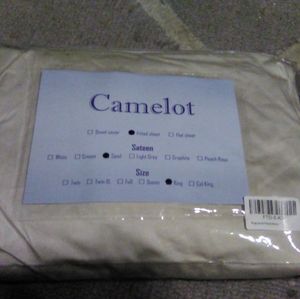 Camelot
Duvet cover Fitted sheet Flat sheet
Sateen
White Cream Sand Light Grey Graphite Peach Rose
Size
Twin Twin XL Full Queen King Cal King